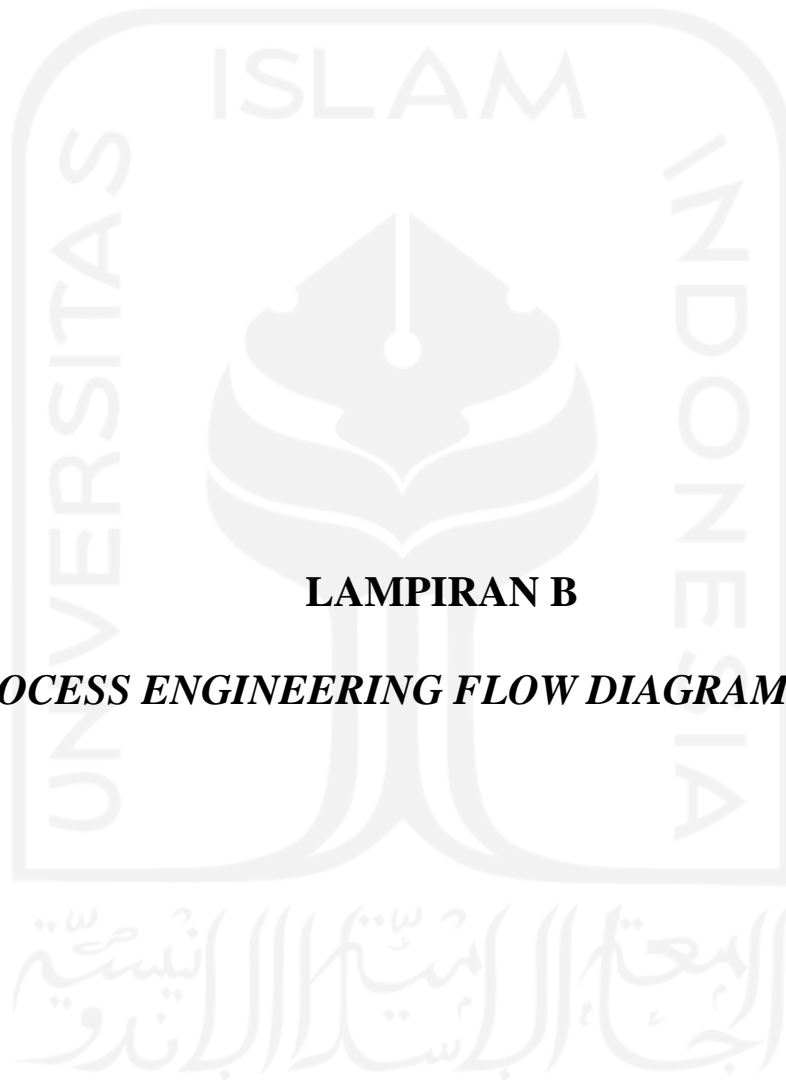 ISLAM
UNIVERSITAS
INDONESIA
LAMPIRAN B
OCESS ENGINEERING FLOW DIAGRAM